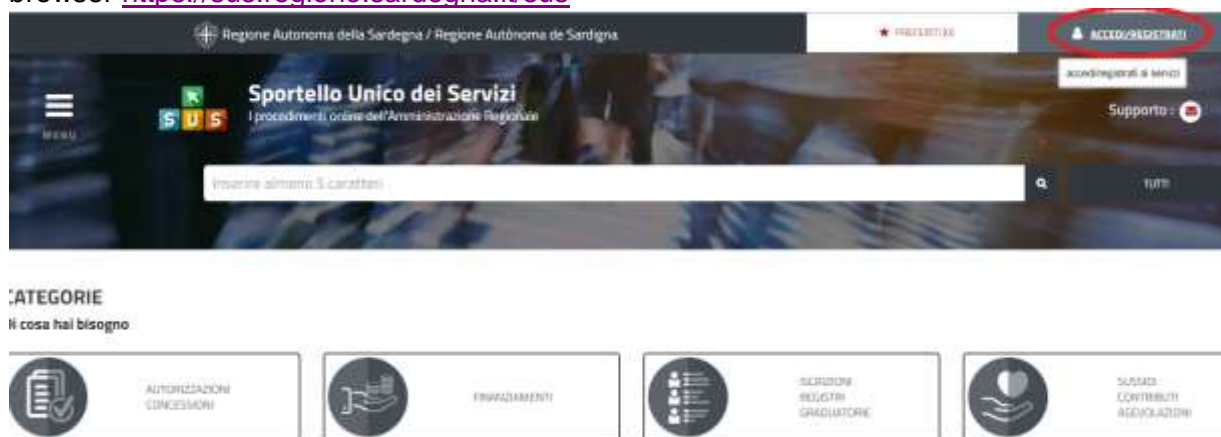 browser https://sus.regione.sardegna.it/sus
Regione Autonoma della Sardegna / Regione Autònoma de Sardigna
ACCEDI/REGISTRATI
accedi/registrati ai servizi
MENU
SUS
Sportello Unico dei Servizi
I procedimenti online dell'Amministrazione Regionale
Supporto :
Inserire almeno 5 caratteri
TUTTI
CATEGORIE
Di cosa hai bisogno
AUTORIZZAZIONI
CONCESSIONI
FINANZIAMENTI
ISCRIZIONI
REGISTRI
GRADUATORIE
SUSSIDI
CONTRIBUTI
AGEVOLAZIONI